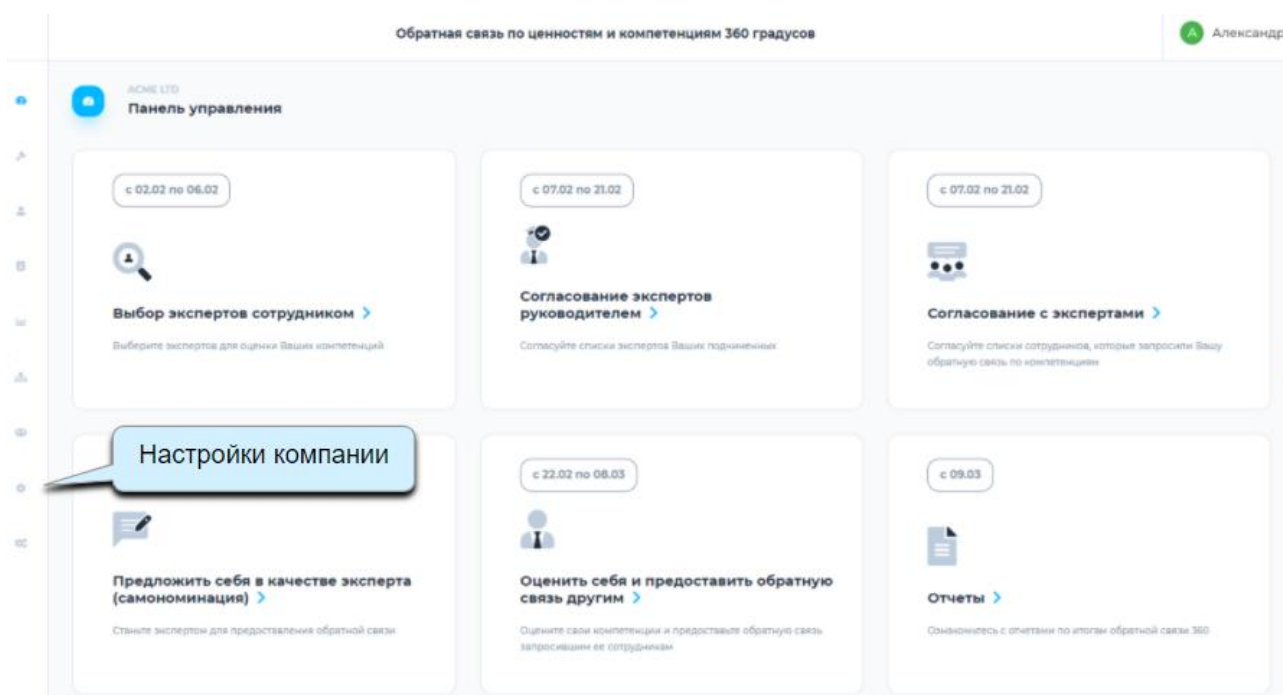 Обратная связь по ценностям и компетенциям 360 градусов
А
Александр
ACME LTD
Панель управления
с 02.02 по 06.02
Выбор экспертов сотрудником
Выберите экспертов для оценки Ваших компетенций
с 07.02 по 21.02
Согласование экспертов
руководителем
Согласуйте списки экспертов Ваших подчиненных
с 07.02 по 21.02
Согласование с экспертами
Согласуйте списки сотрудников, которые запросили Вашу
обратную связь по компетенциям
Настройки компании
Предложить себя в качестве эксперта
(самономинация)
Станьте экспертом для предоставления обратной связи
с 22.02 по 08.03
Оценить себя и предоставить обратную
связь другим
Оцените свои компетенции и предоставьте обратную связь
запросившим ее сотрудникам
с 09.03
Отчеты
Ознакомьтесь с отчетами по итогам обратной связи 360